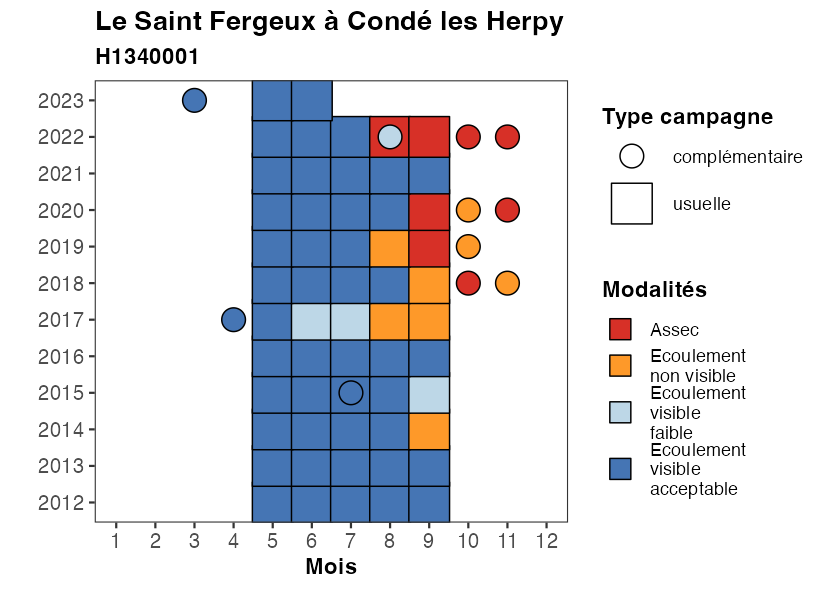 Le Saint Fergeux à Condé les Herpy
H1340001
2023
2022
2021
2020
2019
2018
2017
2016
2015
2014
2013
2012
1 2 3 4 5 6 7 8 9 10 11 12
Mois
Type campagne
complémentaire
usuelle
Modalités
Assec
Ecoulement
non visible
Ecoulement
visible
faible
Ecoulement
visible
acceptable